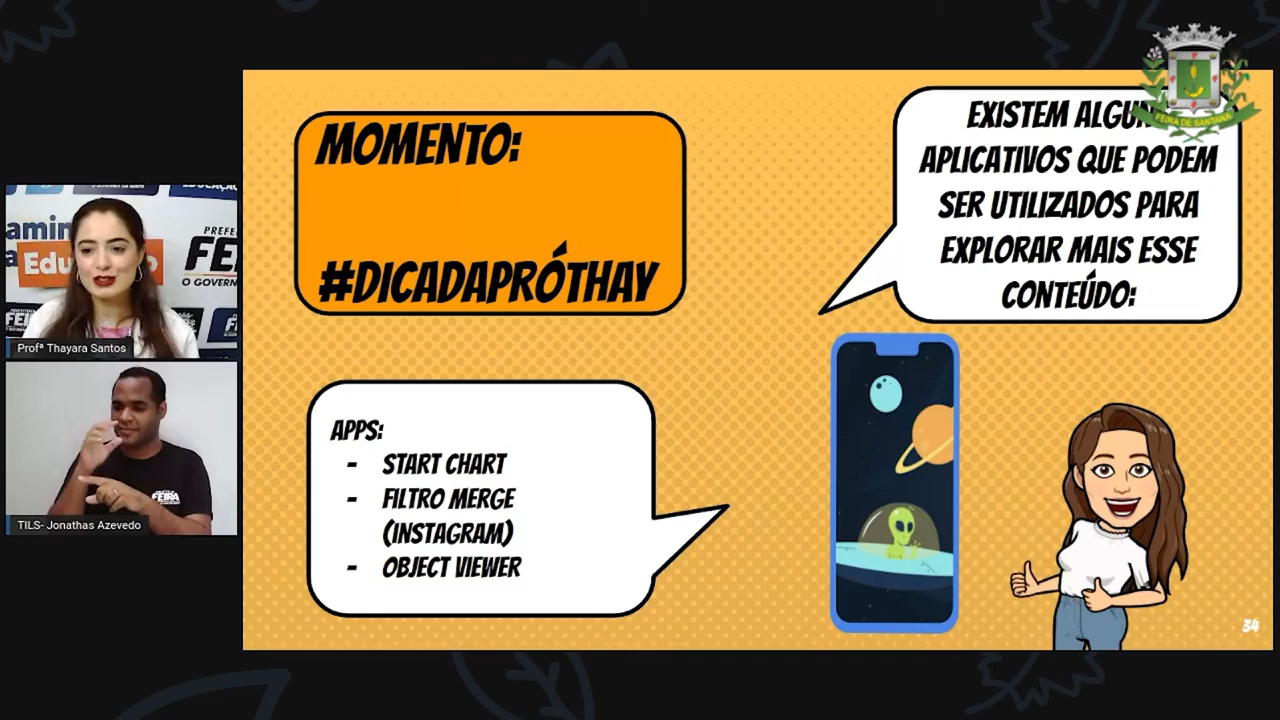 MOMENTO:
#DICADAPRÓTHAY
EXISTEM
APLICATIVOS QUE PODEM
SER UTILIZADOS PARA
EXPLORAR MAIS ESSE
CONTEÚDO:
APPS:
- START CHART
- FILTRO MERGE
(INSTAGRAM)
- OBJECT VIEWER
34
FEIRA DE SANTANA
Profª Thayara Santos
TILS- Jonathas Azevedo
FEIRA